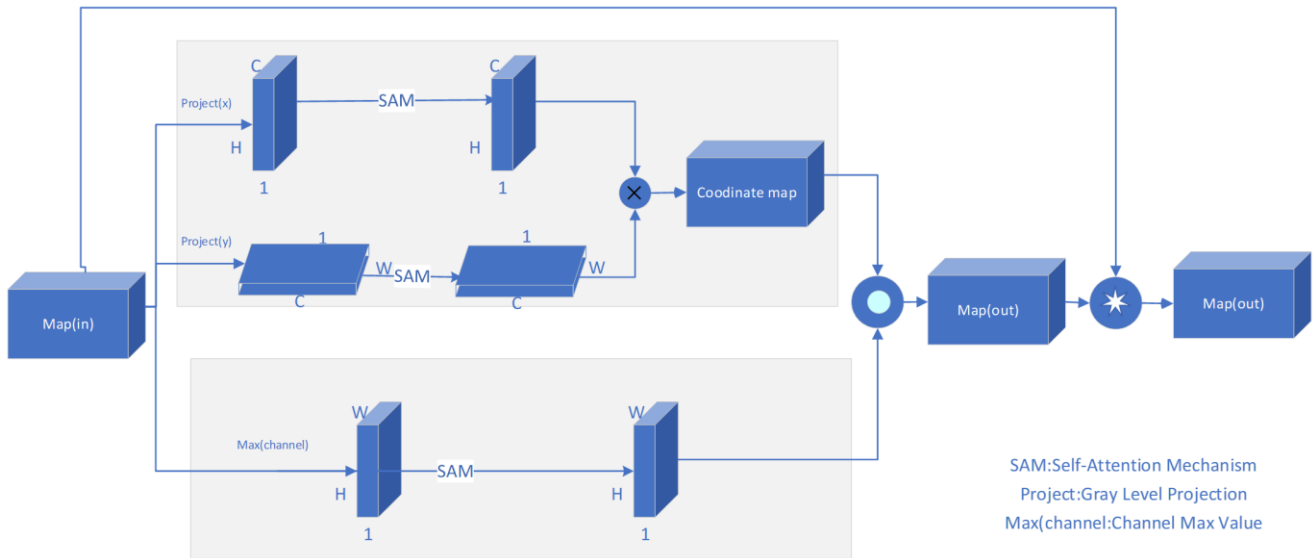 C
C
Project(x)
SAM
H
H
1
1
Coodinate map
Project(y)
1
1
W
SAM
W
C
C
Map(in)
Map(out)
Map(out)
W
W
Max(channel)
SAM
H
H
1
1
SAM:Self-Attention Mechanism
Project:Gray Level Projection
Max(channel:Channel Max Value